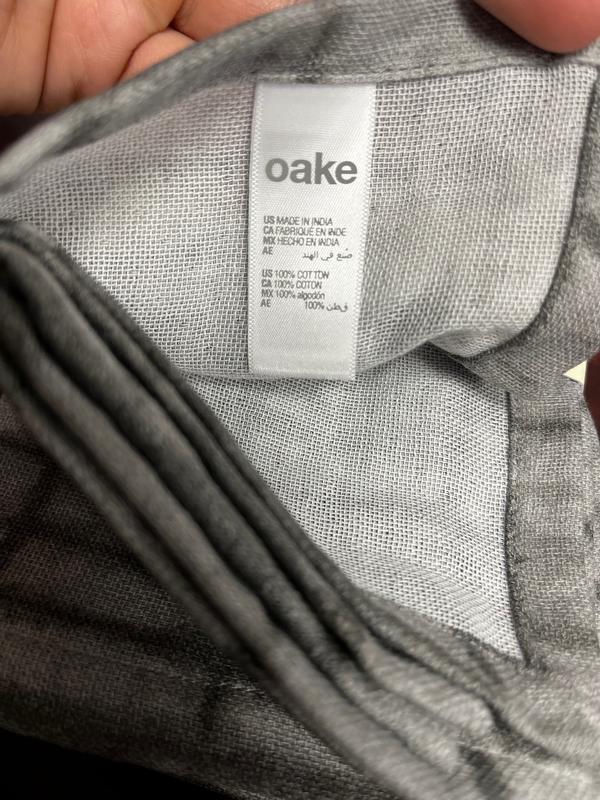 oake
US MADE IN INDIA
CA FABRIQUÉ EN INDE
MX HECHO EN INDIA
AE صُنع في الهند
US 100% COTTON
CA 100% COTON
MX 100% algodón
AE قطن 100%